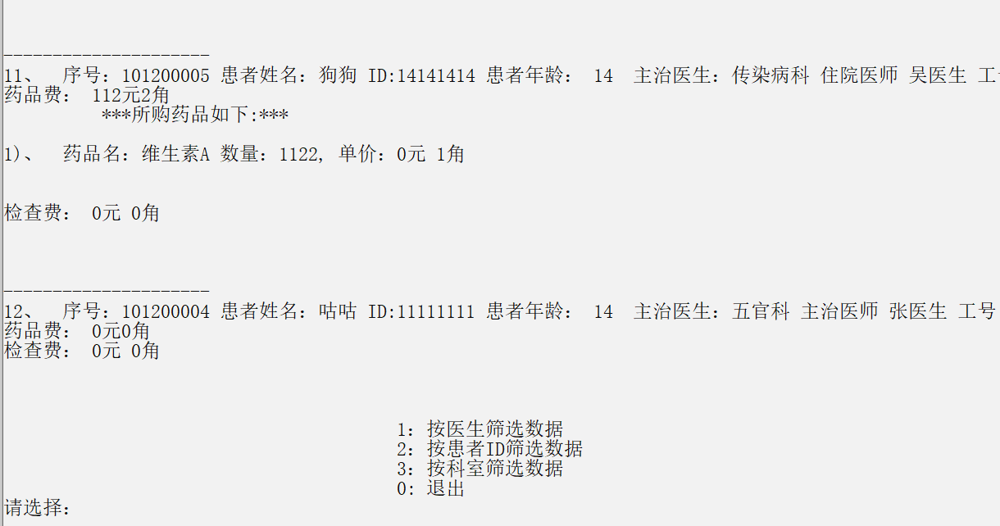 ---------------------
11、 序号：101200005 患者姓名：狗狗 ID:14141414 患者年龄： 14 主治医生：传染病科 住院医师 吴医生 工
药品费： 112元2角
***所购药品如下:***
1)、 药品名：维生素A 数量：1122, 单价：0元 1角
检查费： 0元 0角
---------------------
12、 序号：101200004 患者姓名：咕咕 ID:11111111 患者年龄： 14 主治医生：五官科 主治医师 张医生 工号
药品费： 0元0角
检查费： 0元 0角
1: 按医生筛选数据
2: 按患者ID筛选数据
3: 按科室筛选数据
0: 退出
请选择：